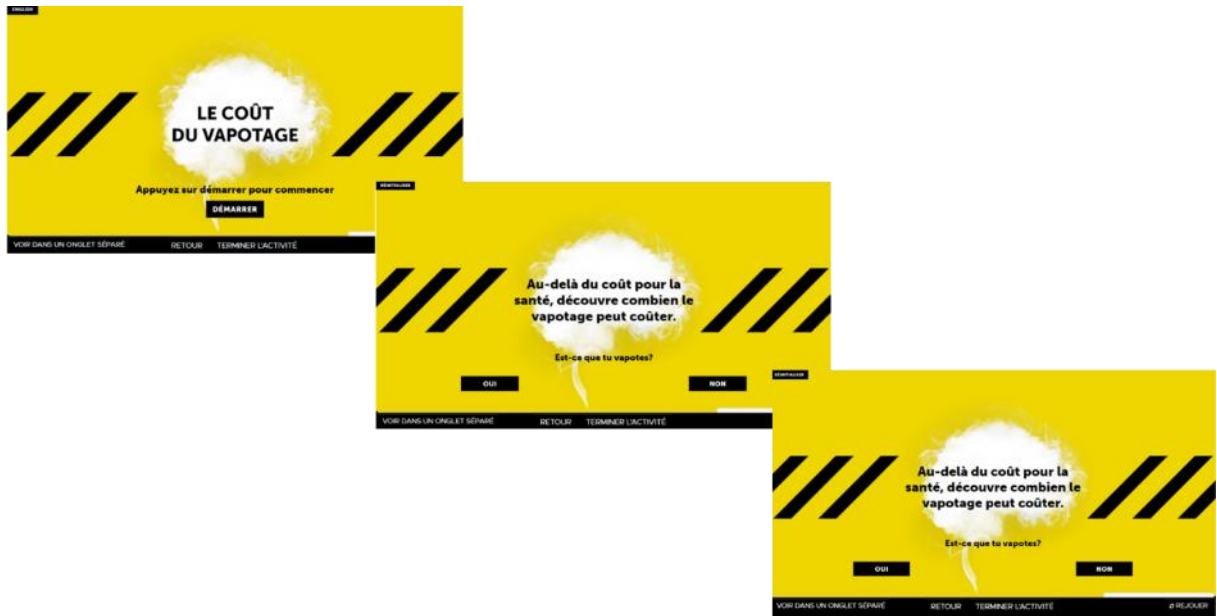 ENGLISH
LE COÛT
DU VAPOTAGE
Appuyez sur démarrer pour commencer
DÉMARRER
VOIR DANS UN ONGLET SÉPARÉ RETOUR TERMINER L'ACTIVITÉ
RÉINITIALISER
Au-delà du coût pour la
santé, découvre combien le
vapotage peut coûter.
Est-ce que tu vapotes?
OUI NON
VOIR DANS UN ONGLET SÉPARÉ RETOUR TERMINER L'ACTIVITÉ
RÉINITIALISER
Au-delà du coût pour la
santé, découvre combien le
vapotage peut coûter.
Est-ce que tu vapotes?
OUI NON
VOIR DANS UN ONGLET SÉPARÉ RETOUR TERMINER L'ACTIVITÉ REJOUER